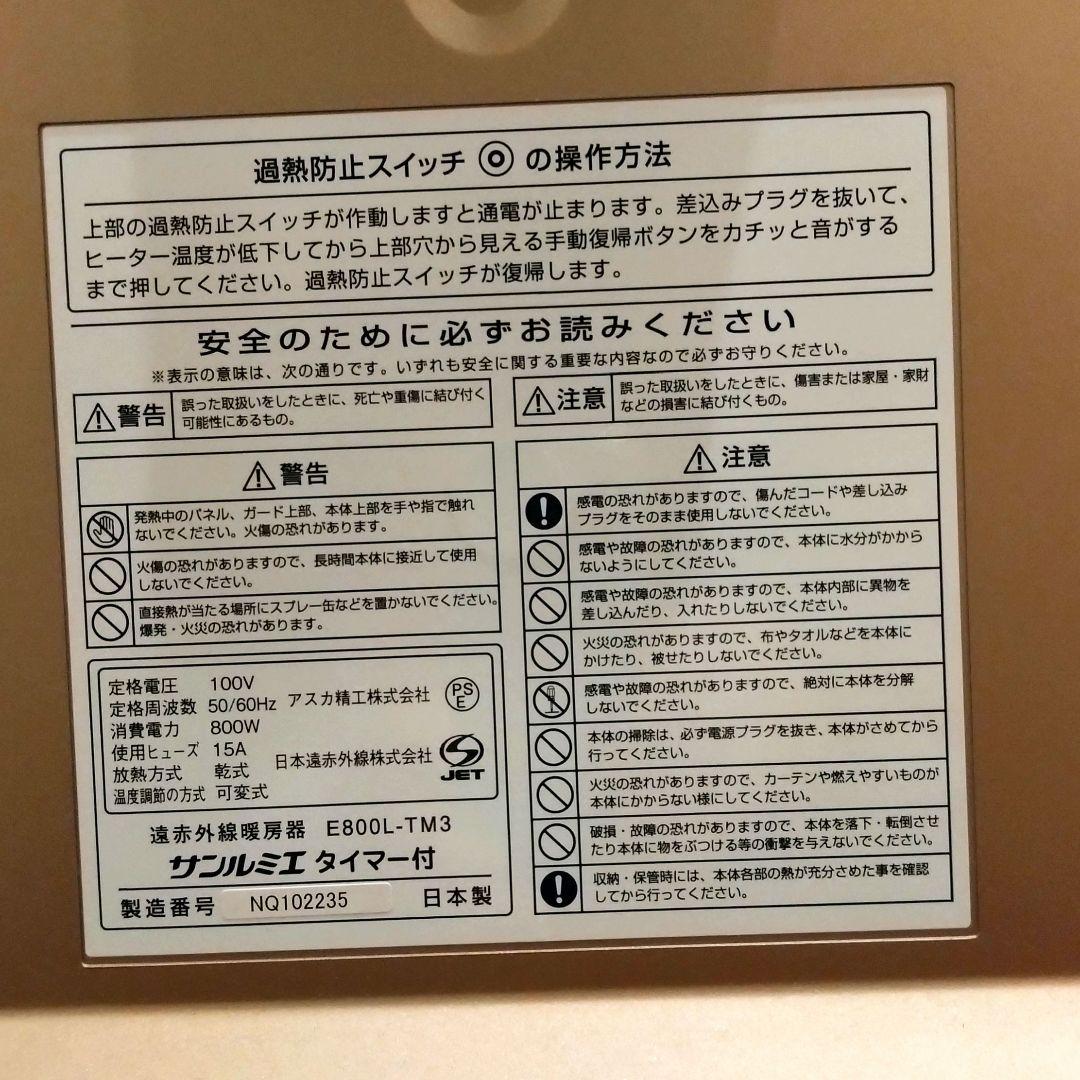 過熱防止スイッチ ◎ の操作方法
上部の過熱防止スイッチが作動しますと通電が止まります。差込みプラグを抜いて、
ヒーター温度が低下してから上部穴から見える手動復帰ボタンをカチッと音がする
まで押してください。過熱防止スイッチが復帰します。
安全のために必ずお読みください
※表示の意味は、次の通りです。いずれも安全に関する重要な内容なので必ずお守りください。
警告
誤った取扱いをしたときに、死亡や重傷に結び付く
可能性にあるもの。
注意
誤った取扱いをしたときに、傷害または家屋・家財
などの損害に結び付くもの。
警告
発熱中のパネル、ガード上部、本体上部を手や指で触れ
ないでください。火傷の恐れがあります。
火傷の恐れがありますので、長時間本体に接近して使用
しないでください。
直接熱が当たる場所にスプレー缶などを置かないでください。
爆発・火災の恐れがあります。
注意
感電の恐れがありますので、傷んだコードや差し込み
プラグをそのまま使用しないでください。
感電や故障の恐れがありますので、本体に水分がかから
ないようにしてください。
感電や故障の恐れがありますので、本体内部に異物を
差し込んだり、入れたりしないでください。
火災の恐れがありますので、布やタオルなどを本体に
かけたり、被せたりしないでください。
感電や故障の恐れがありますので、絶対に本体を分解
しないでください。
本体の掃除は、必ず電源プラグを抜き、本体がさめてから
行ってください。
火災の恐れがありますので、カーテンや燃えやすいものが
本体にかからない様にしてください。
破損・故障の恐れがありますので、本体を落下・転倒させ
たり本体に物をぶつける等の衝撃を与えないでください。
収納・保管時には、本体各部の熱が充分さめた事を確認
してから行ってください。
定格電圧 100V
定格周波数 50/60Hz
消費電力 800W
使用ヒューズ 15A
放熱方式 乾式
温度調節の方式 可変式
アスカ精工株式会社
PS
E
日本遠赤外線株式会社
JET
遠赤外線暖房器 E800L-TM3
サンルミエ タイマー付
製造番号 NQ102235 日本製